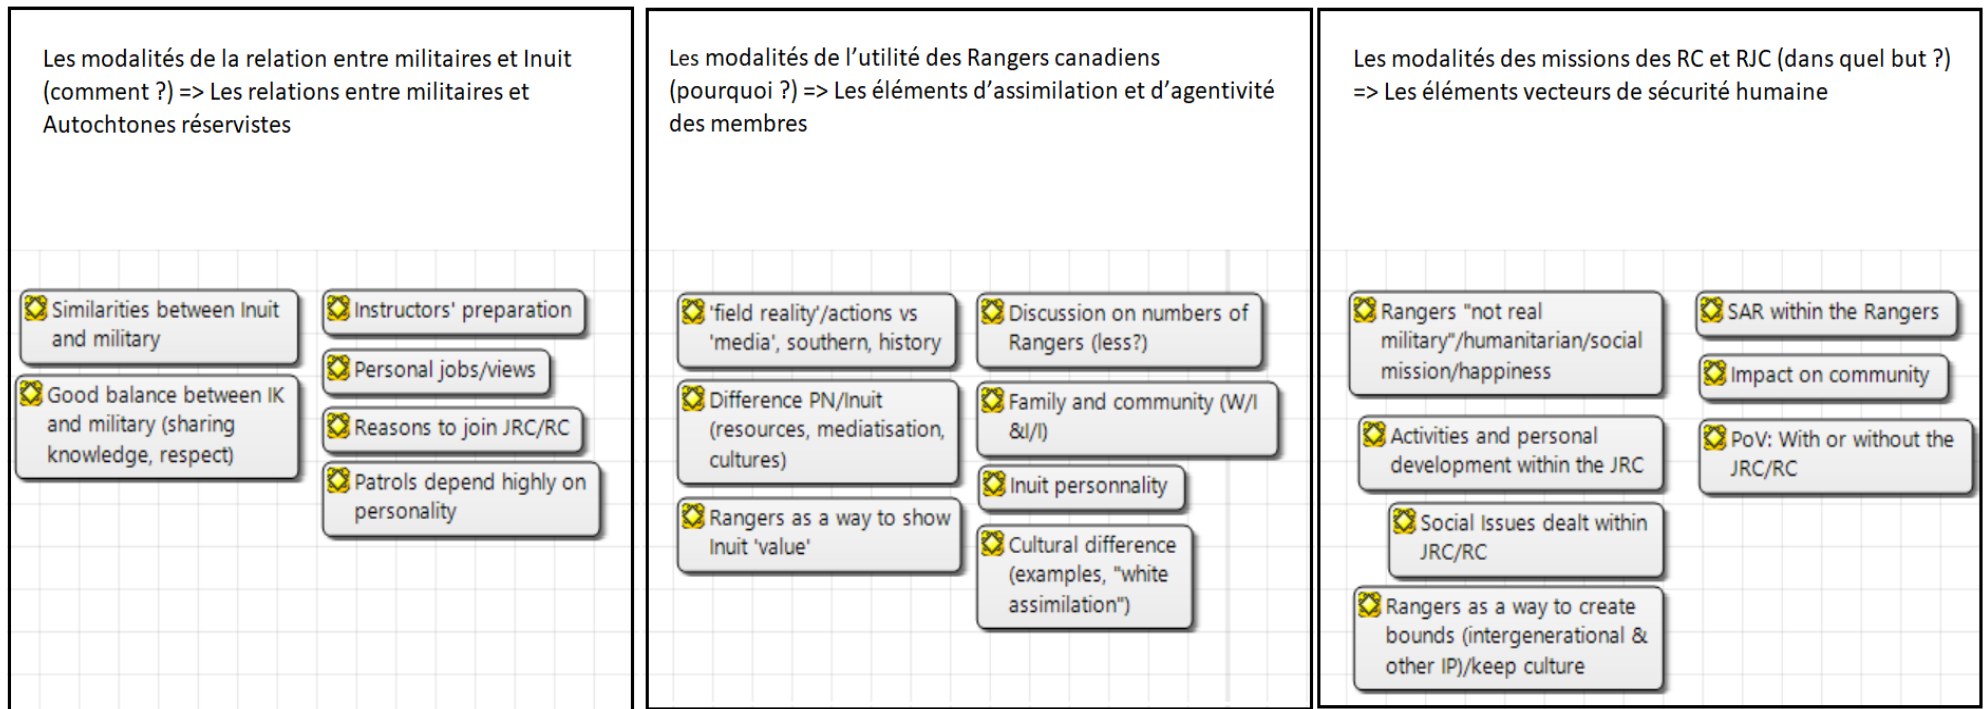 Les modalités de la relation entre militaires et Inuit
(comment ?) => Les relations entre militaires et
Autochtones réservistes
Similarities between Inuit
and military
Good balance between IK
and military (sharing
knowledge, respect)
Instructors' preparation
Personal jobs/views
Reasons to join JRC/RC
Patrols depend highly on
personality
Les modalités de l'utilité des Rangers canadiens
(pourquoi ?) => Les éléments d'assimilation et d'agentivité
des membres
'field reality'/actions vs
'media', southern, history
Difference PN/Inuit
(resources, mediatisation,
cultures)
Rangers as a way to show
Inuit 'value'
Discussion on numbers of
Rangers (less?)
Family and community (W/I
&I/I)
Inuit personnality
Cultural difference
(examples, "white
assimilation")
Les modalités des missions des RC et RJC (dans quel but ?)
=> Les éléments vecteurs de sécurité humaine
Rangers "not real
military"/humanitarian/social
mission/happiness
Activities and personal
development within the JRC
Social Issues dealt within
JRC/RC
Rangers as a way to create
bounds (intergenerational &
other IP)/keep culture
SAR within the Rangers
Impact on community
PoV: With or without the
JRC/RC